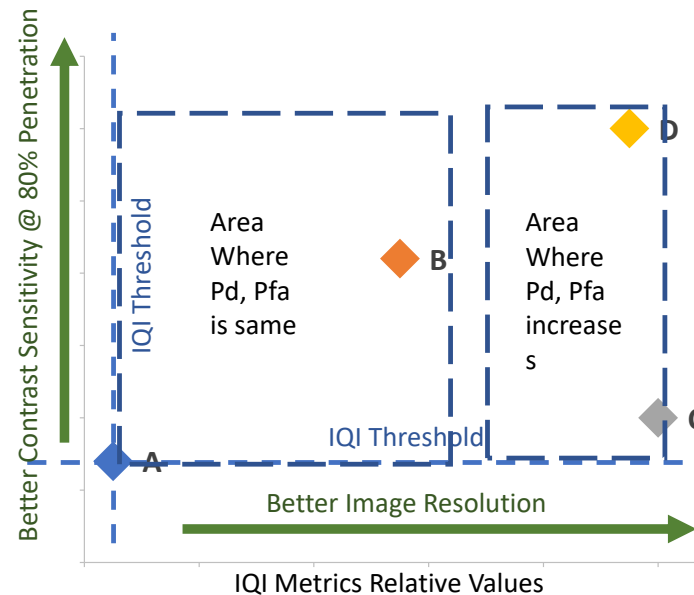 Better Contrast Sensitivity @ 80% Penetration
IQI Threshold
Area
Where
Pd, Pfa
is same
Area
Where
Pd, Pfa
increase
s
D
B
C
IQI Threshold
A
Better Image Resolution
IQI Metrics Relative Values